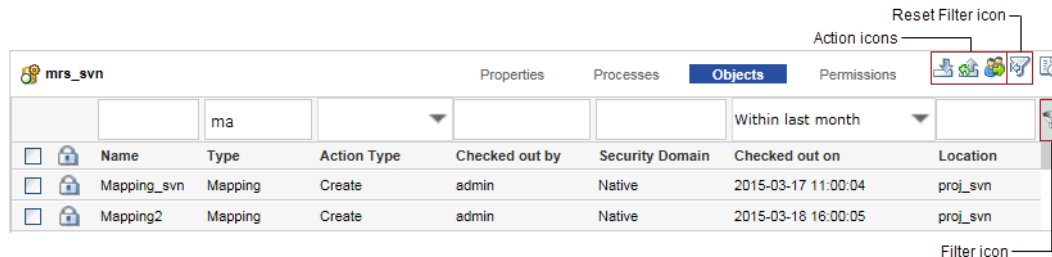 Reset Filter icon
Action icons
mrs_svn Properties Processes Objects Permissions
ma Within last month
Name Type Action Type Checked out by Security Domain Checked out on Location
Mapping_svn Mapping Create admin Native 2015-03-17 11:00:04 proj_svn
Mapping2 Mapping Create admin Native 2015-03-18 16:00:05 proj_svn
Filter icon